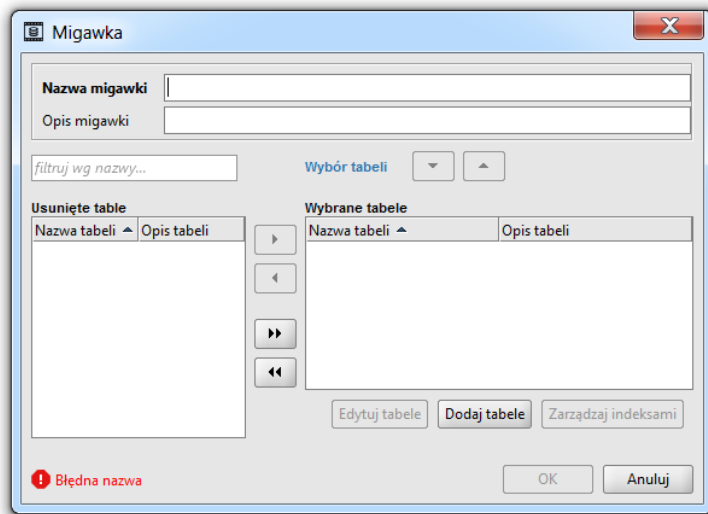 Migawka
Nazwa migawki
Opis migawki
filtruj wg nazwy...
Wybór tabeli
Usunięte table
Wybrane tabele
Nazwa tabeli Opis tabeli
Nazwa tabeli Opis tabeli
Edytuj tabele Dodaj tabele Zarządzaj indeksami
Błędna nazwa
OK Anuluj